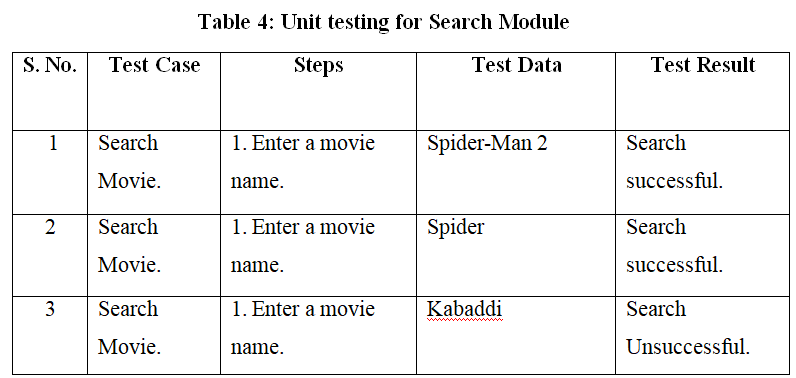 Table 4: Unit testing for Search Module
S. No. Test Case Steps Test Data Test Result
1 Search 1. Enter a movie Spider-Man 2 Search
Movie. name. successful.
2 Search 1. Enter a movie Spider Search
Movie. name. successful.
3 Search 1. Enter a movie Kabaddi Search
Movie. name. Unsuccessful.